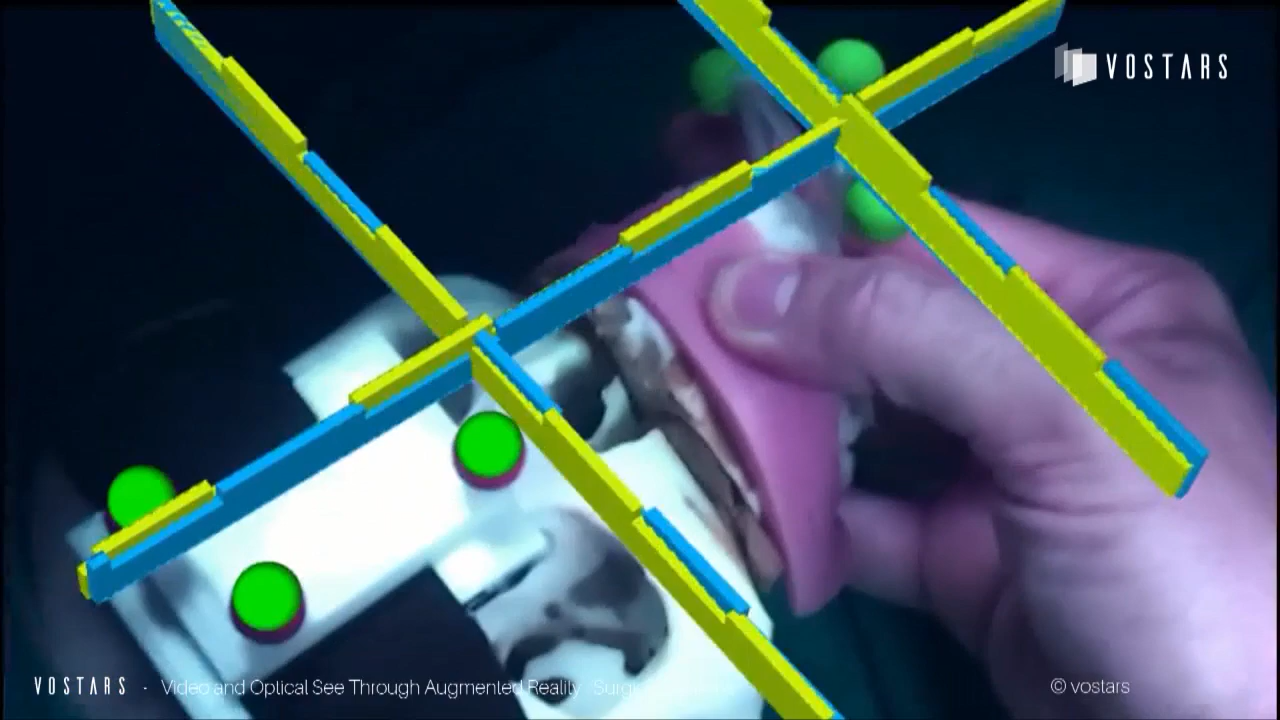 VOSTARS
VOSTARS - Video and Optical See Through Augmented Reality
© vostars